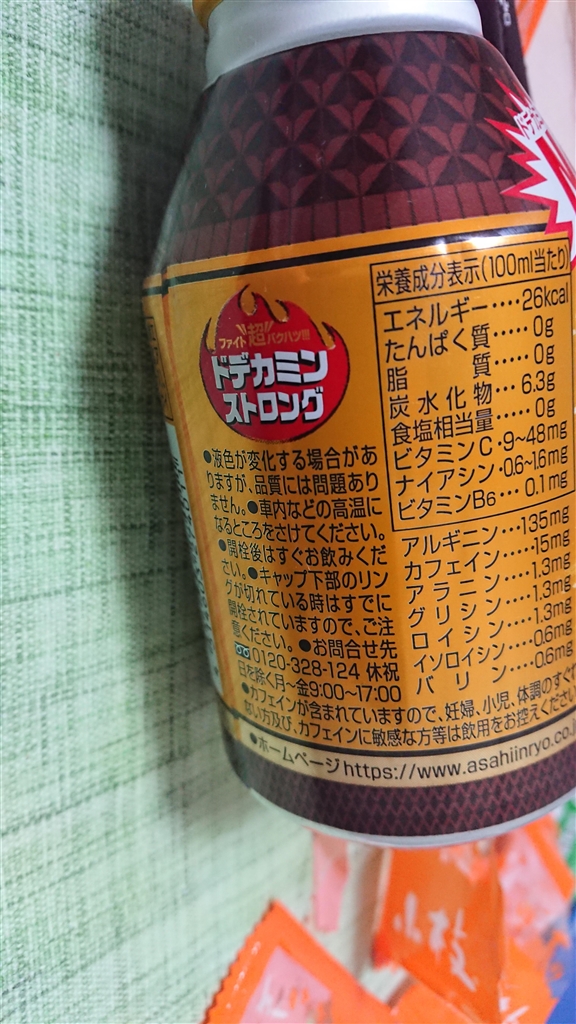 栄養成分表示(100ml当たり)
エネルギー‥‥26kcal
たんぱく質‥‥‥0g
脂質‥‥‥0g
炭水化物‥‥6.3g
食塩相当量‥‥‥0g
ビタミンC・9~48mg
ナイアシン・0.6~1.6mg
ビタミンB6‥‥0.1mg
アルギニン‥‥135mg
カフェイン‥‥‥15mg
アラニン‥‥‥1.3mg
グリシン‥‥‥1.3mg
ロイシン‥‥‥1.3mg
イソロイシン‥‥0.6mg
バリン‥‥‥0.6mg
ファイト"超"バクハツ!!!
ドデカミン
ストロング
●液色が変化する場合があ
りますが、品質には問題あり
ません。●車内などの高温に
なるところをさけてください。
●開栓後はすぐお飲みくだ
さい。●キャップ下部のリン
グが切れている時はすでに
開栓されていますので、ご注
意ください。●お問合せ先
0120-328-124 休祝
日を除く月~金9:00~17:00
●カフェインが含まれていますので、妊婦、小児、体調のすぐれ
ない方及び、カフェインに敏感な方等は飲用をお控えください
●ホームページhttps://www.asahiinryo.co.j
小枝